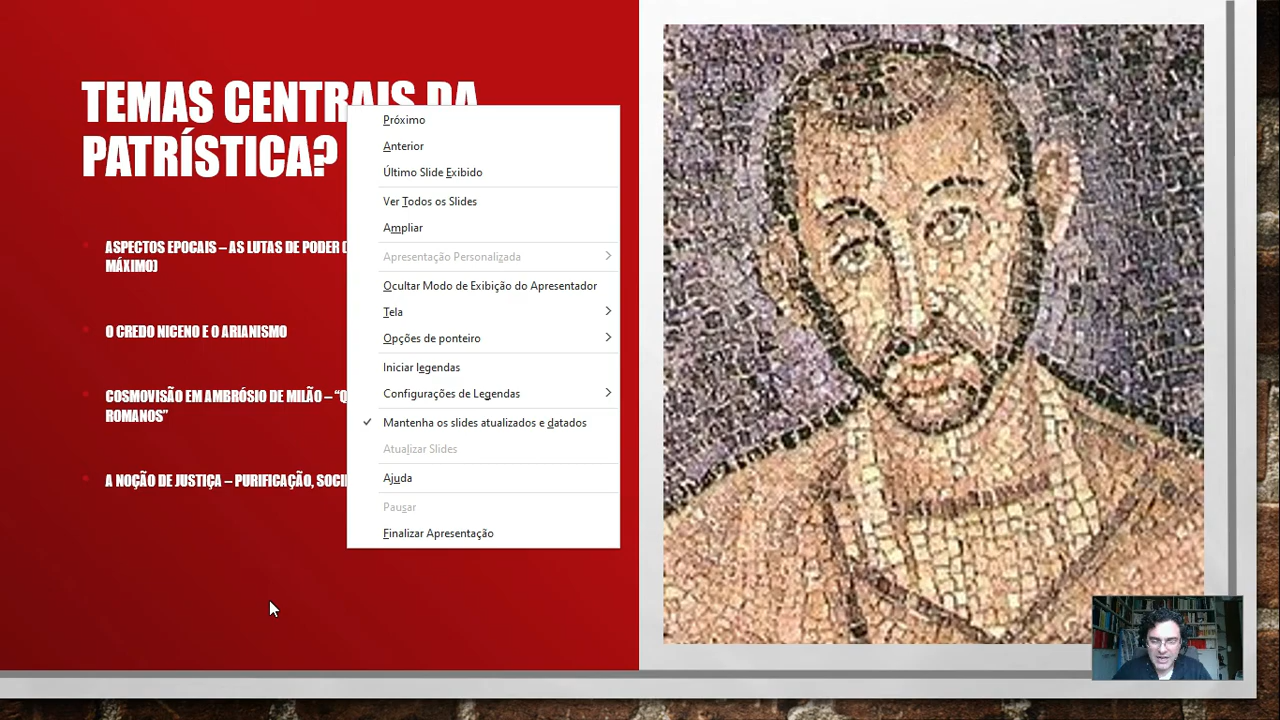 TEMAS CENTRAIS DA
PATRÍSTICA?
ASPECTOS EPOCAIS – AS LUTAS DE PODER (
MÁXIMO)
O CREDO NICENO E O ARIANISMO
COSMOVISÃO EM AMBRÓSIO DE MILÃO – “Q
ROMANOS”
A NOÇÃO DE JUSTIÇA – PURIFICAÇÃO, SOCI
Próximo
Anterior
Último Slide Exibido
Ver Todos os Slides
Ampliar
Apresentação Personalizada
Ocultar Modo de Exibição do Apresentador
Tela
Opções de ponteiro
Iniciar legendas
Configurações de Legendas
Mantenha os slides atualizados e datados
Atualizar Slides
Ajuda
Pausar
Finalizar Apresentação